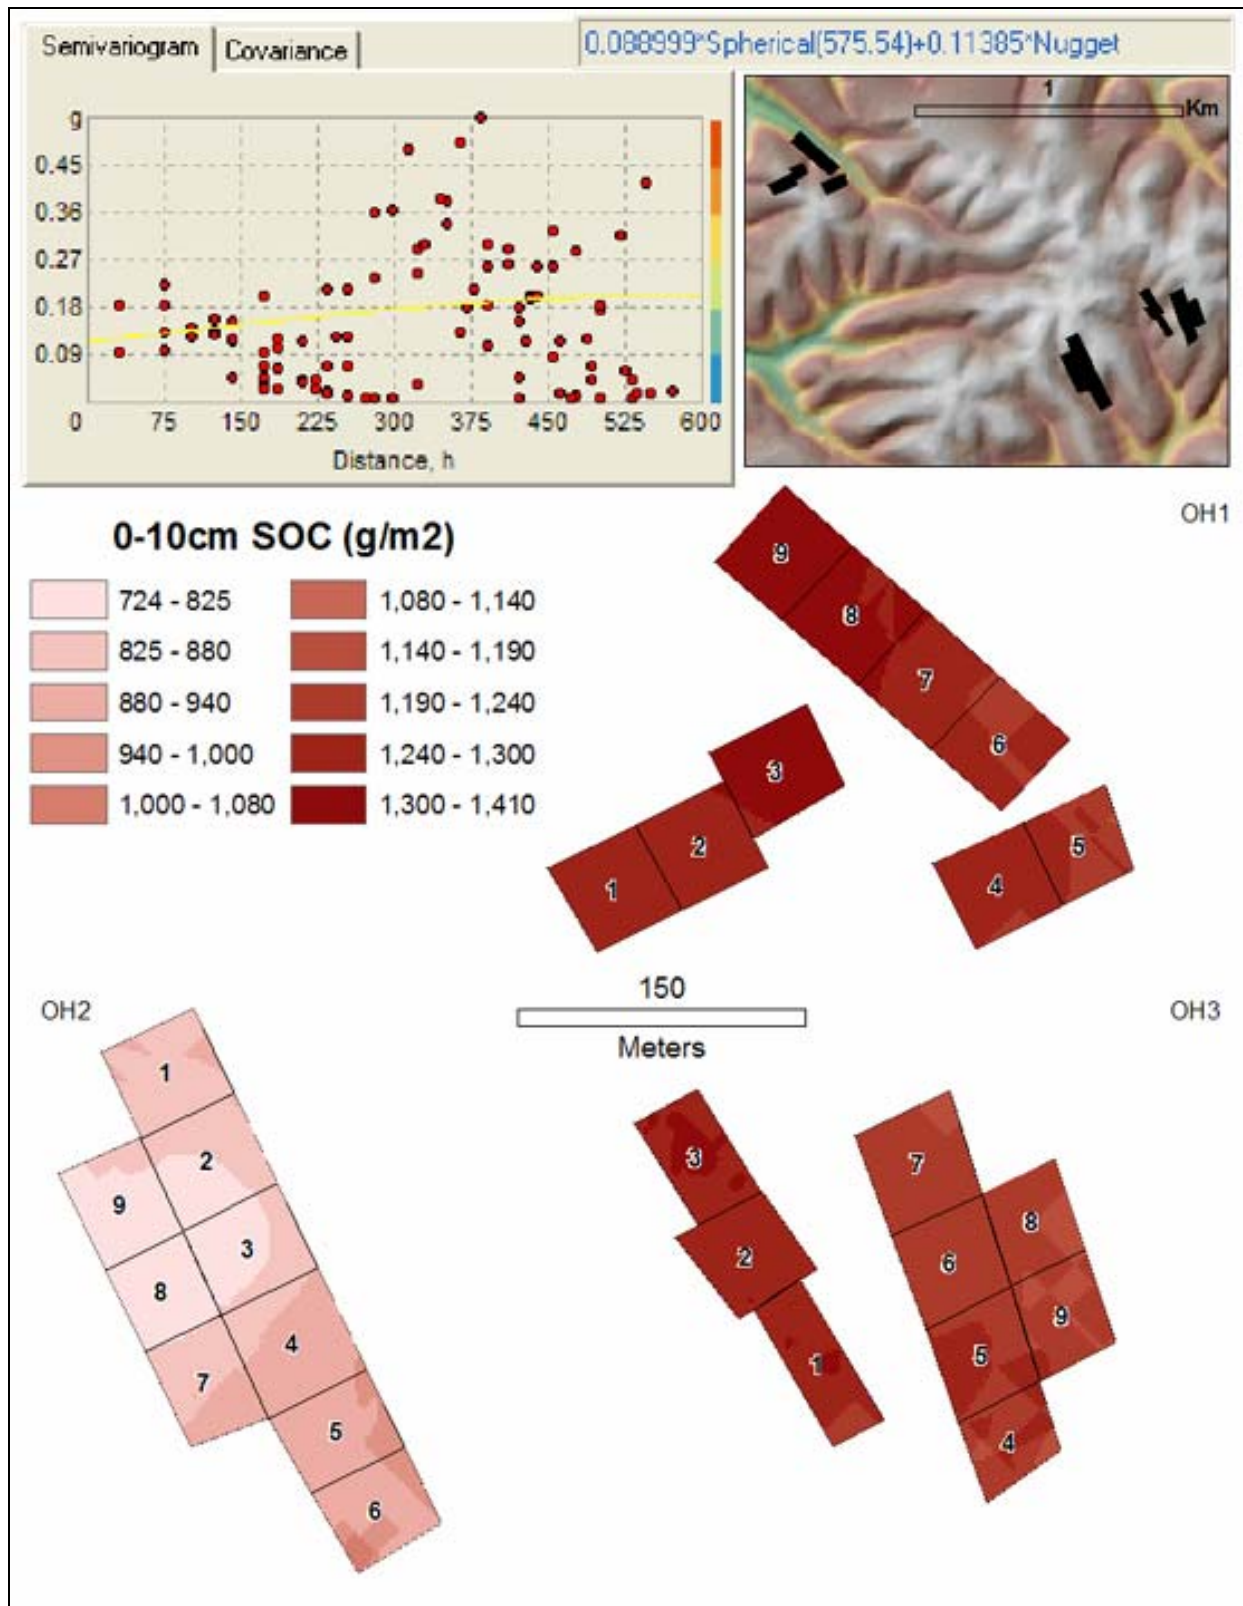 Semivariogram Covariance 0.088999*Spherical(575.54)+0.11385*Nugget
g
0.45
0.36
0.27
0.18
0.09
0 75 150 225 300 375 450 525 600
Distance, h
1
Km
0-10cm SOC (g/m2)
724 - 825 1,080 - 1,140
825 - 880 1,140 - 1,190
880 - 940 1,190 - 1,240
940 - 1,000 1,240 - 1,300
1,000 - 1,080 1,300 - 1,410
OH1
9
8
7
6
3
2
1
5
4
OH2
150
Meters
OH3
1
2
9
3
8
4
7
5
6
3
2
1
7
8
6
9
5
4